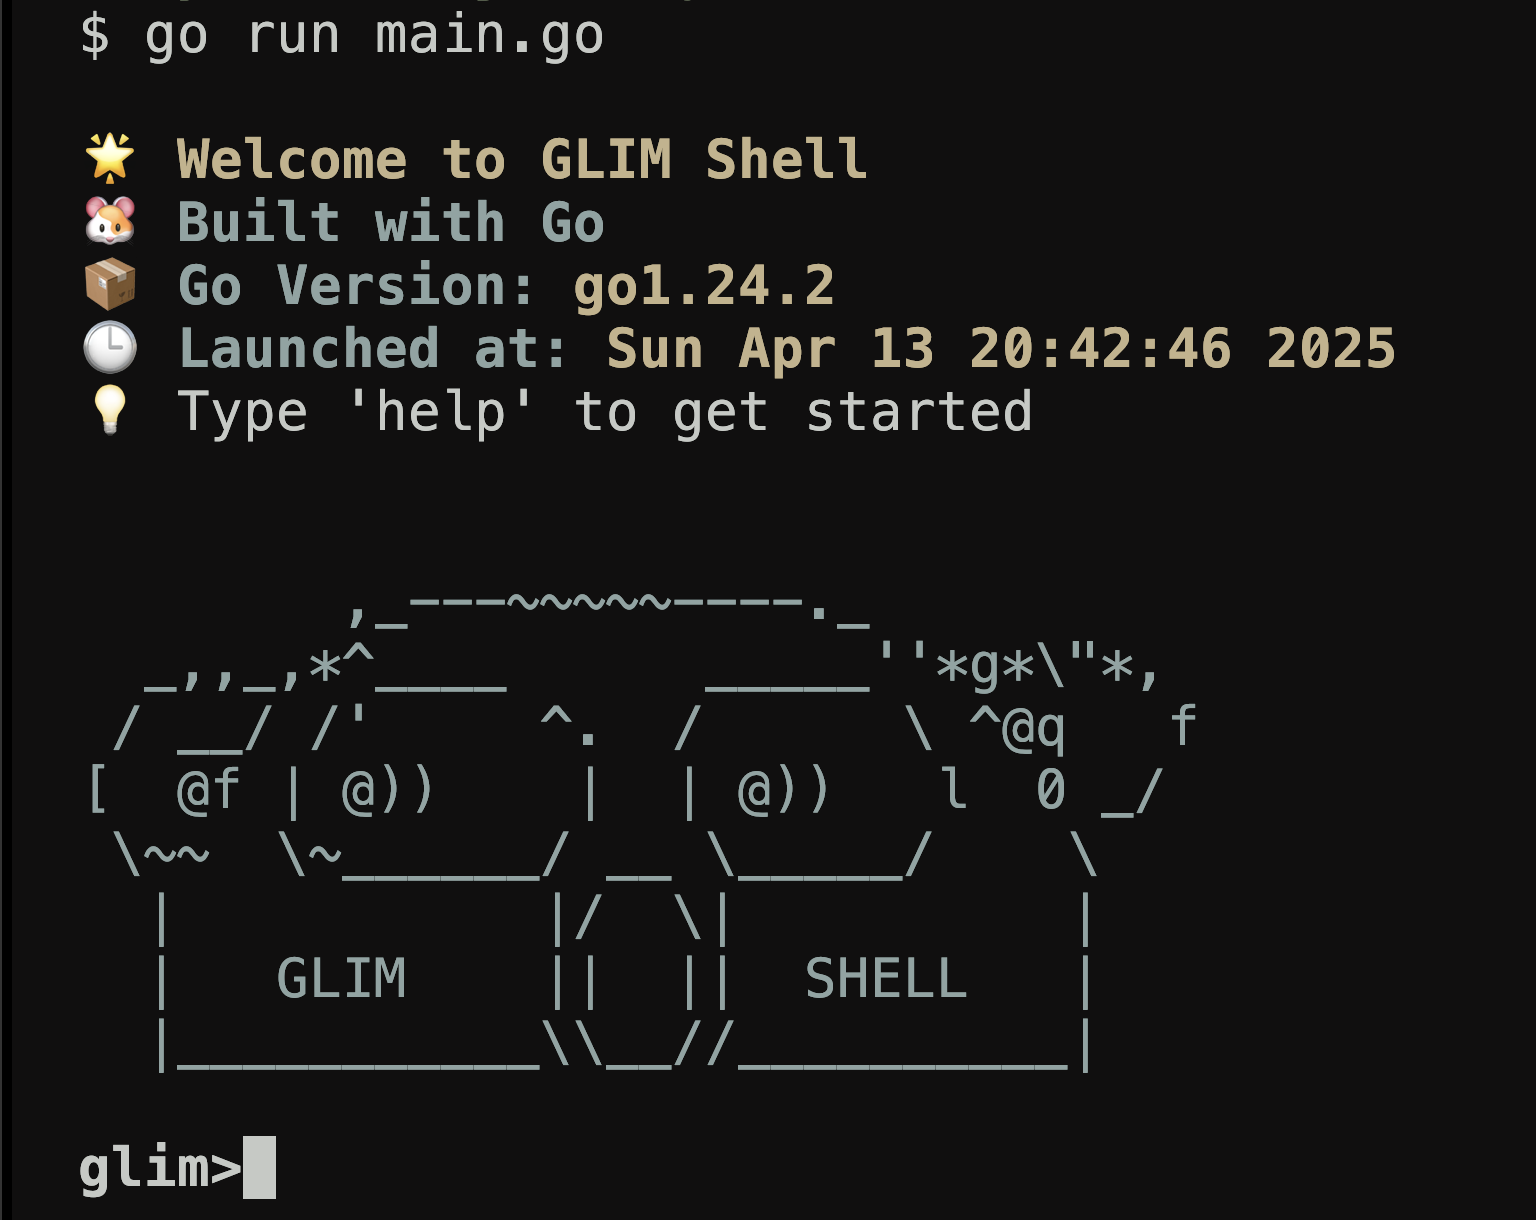 $ go run main.go
🌟 Welcome to GLIM Shell
🐹 Built with Go
📦 Go Version: go1.24.2
🕒 Launched at: Sun Apr 13 20:42:46 2025
💡 Type 'help' to get started
        ,_---~~~~~----._
  _,,_,*^____      _____''*g*\"*,
 / __/ /'     ^.  /      \ ^@q   f
[  @f | @))    |  | @))   l  0 _/
 \~~  \~______/ __ \_____/    \
  |           |/  \|          |
  |   GLIM    ||  ||  SHELL   |
  |___________\\__//__________|
glim>